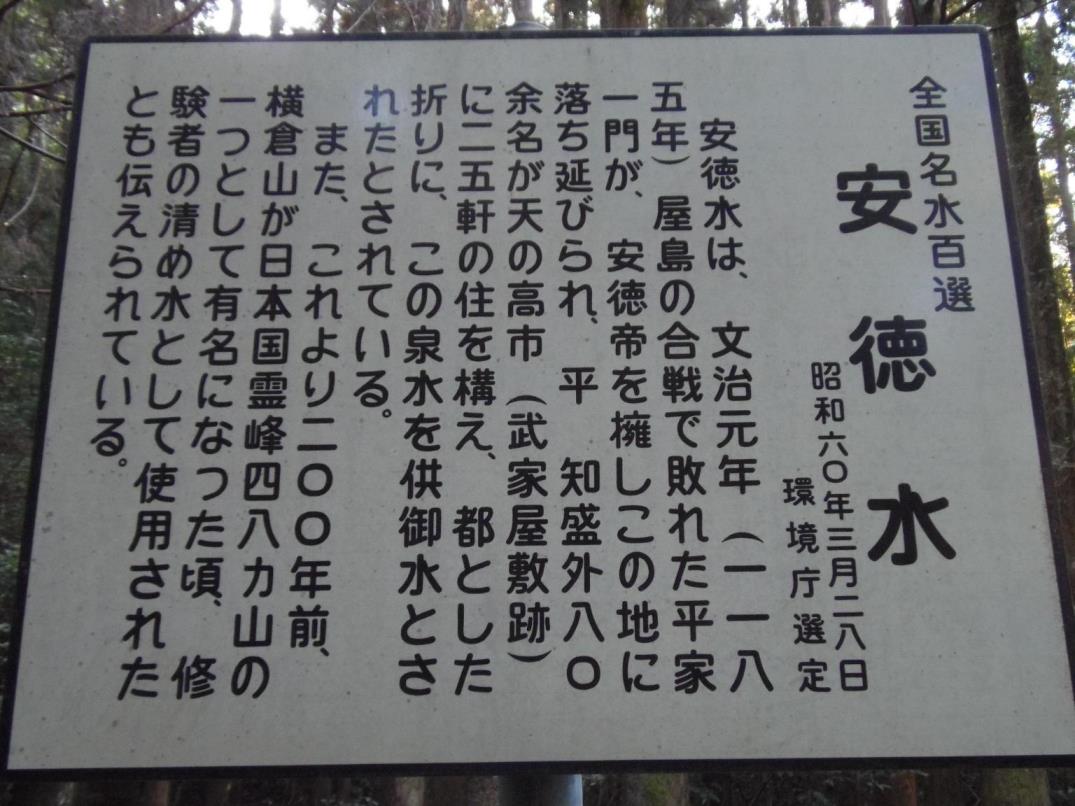 全国名水百選
安徳水
昭和六〇年三月二八日
環境庁選定
安徳水は、文治元年(一一八
五年)屋島の合戦で敗れた平家
一門が、安徳帝を擁しこの地に
落ち延びられ、平 知盛外八〇
余名が天の高市(武家屋敷跡)
に二五軒の住を構え、都とした
折りに、この泉水を供御水とさ
れたとされている。
また、これより二〇〇年前、
横倉山が日本国霊峰四八カ山の
一つとして有名になつた頃、修
験者の清め水として使用された
とも伝えられている。